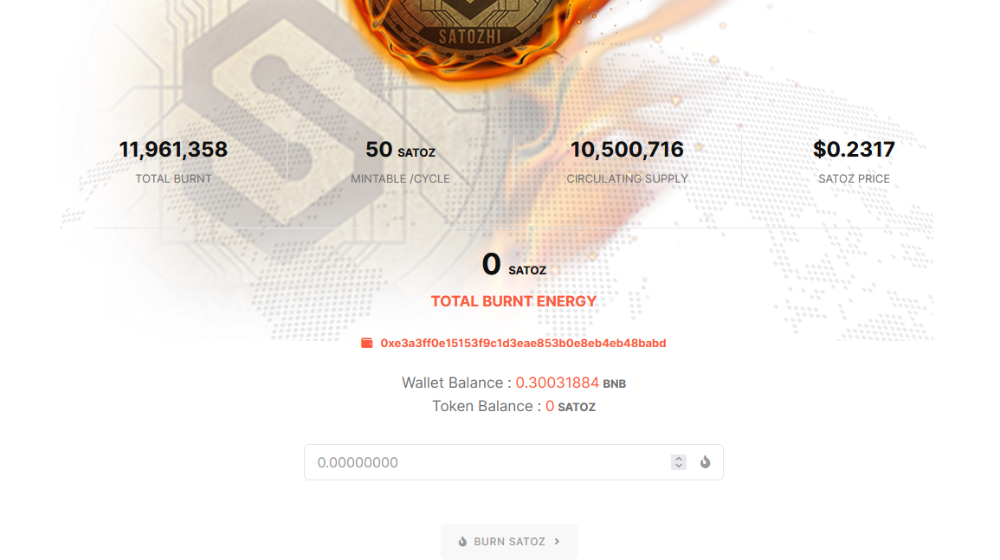 SATOZHI
11,961,358
TOTAL BURNT
50 SATOZ
MINTABLE /CYCLE
10,500,716
CIRCULATING SUPPLY
$0.2317
SATOZ PRICE
0 SATOZ
TOTAL BURNT ENERGY
0xe3a3ff0e15153f9c1d3eae853b0e8eb4eb48babd
Wallet Balance : 0.30031884 BNB
Token Balance : 0 SATOZ
0.00000000
BURN SATOZ